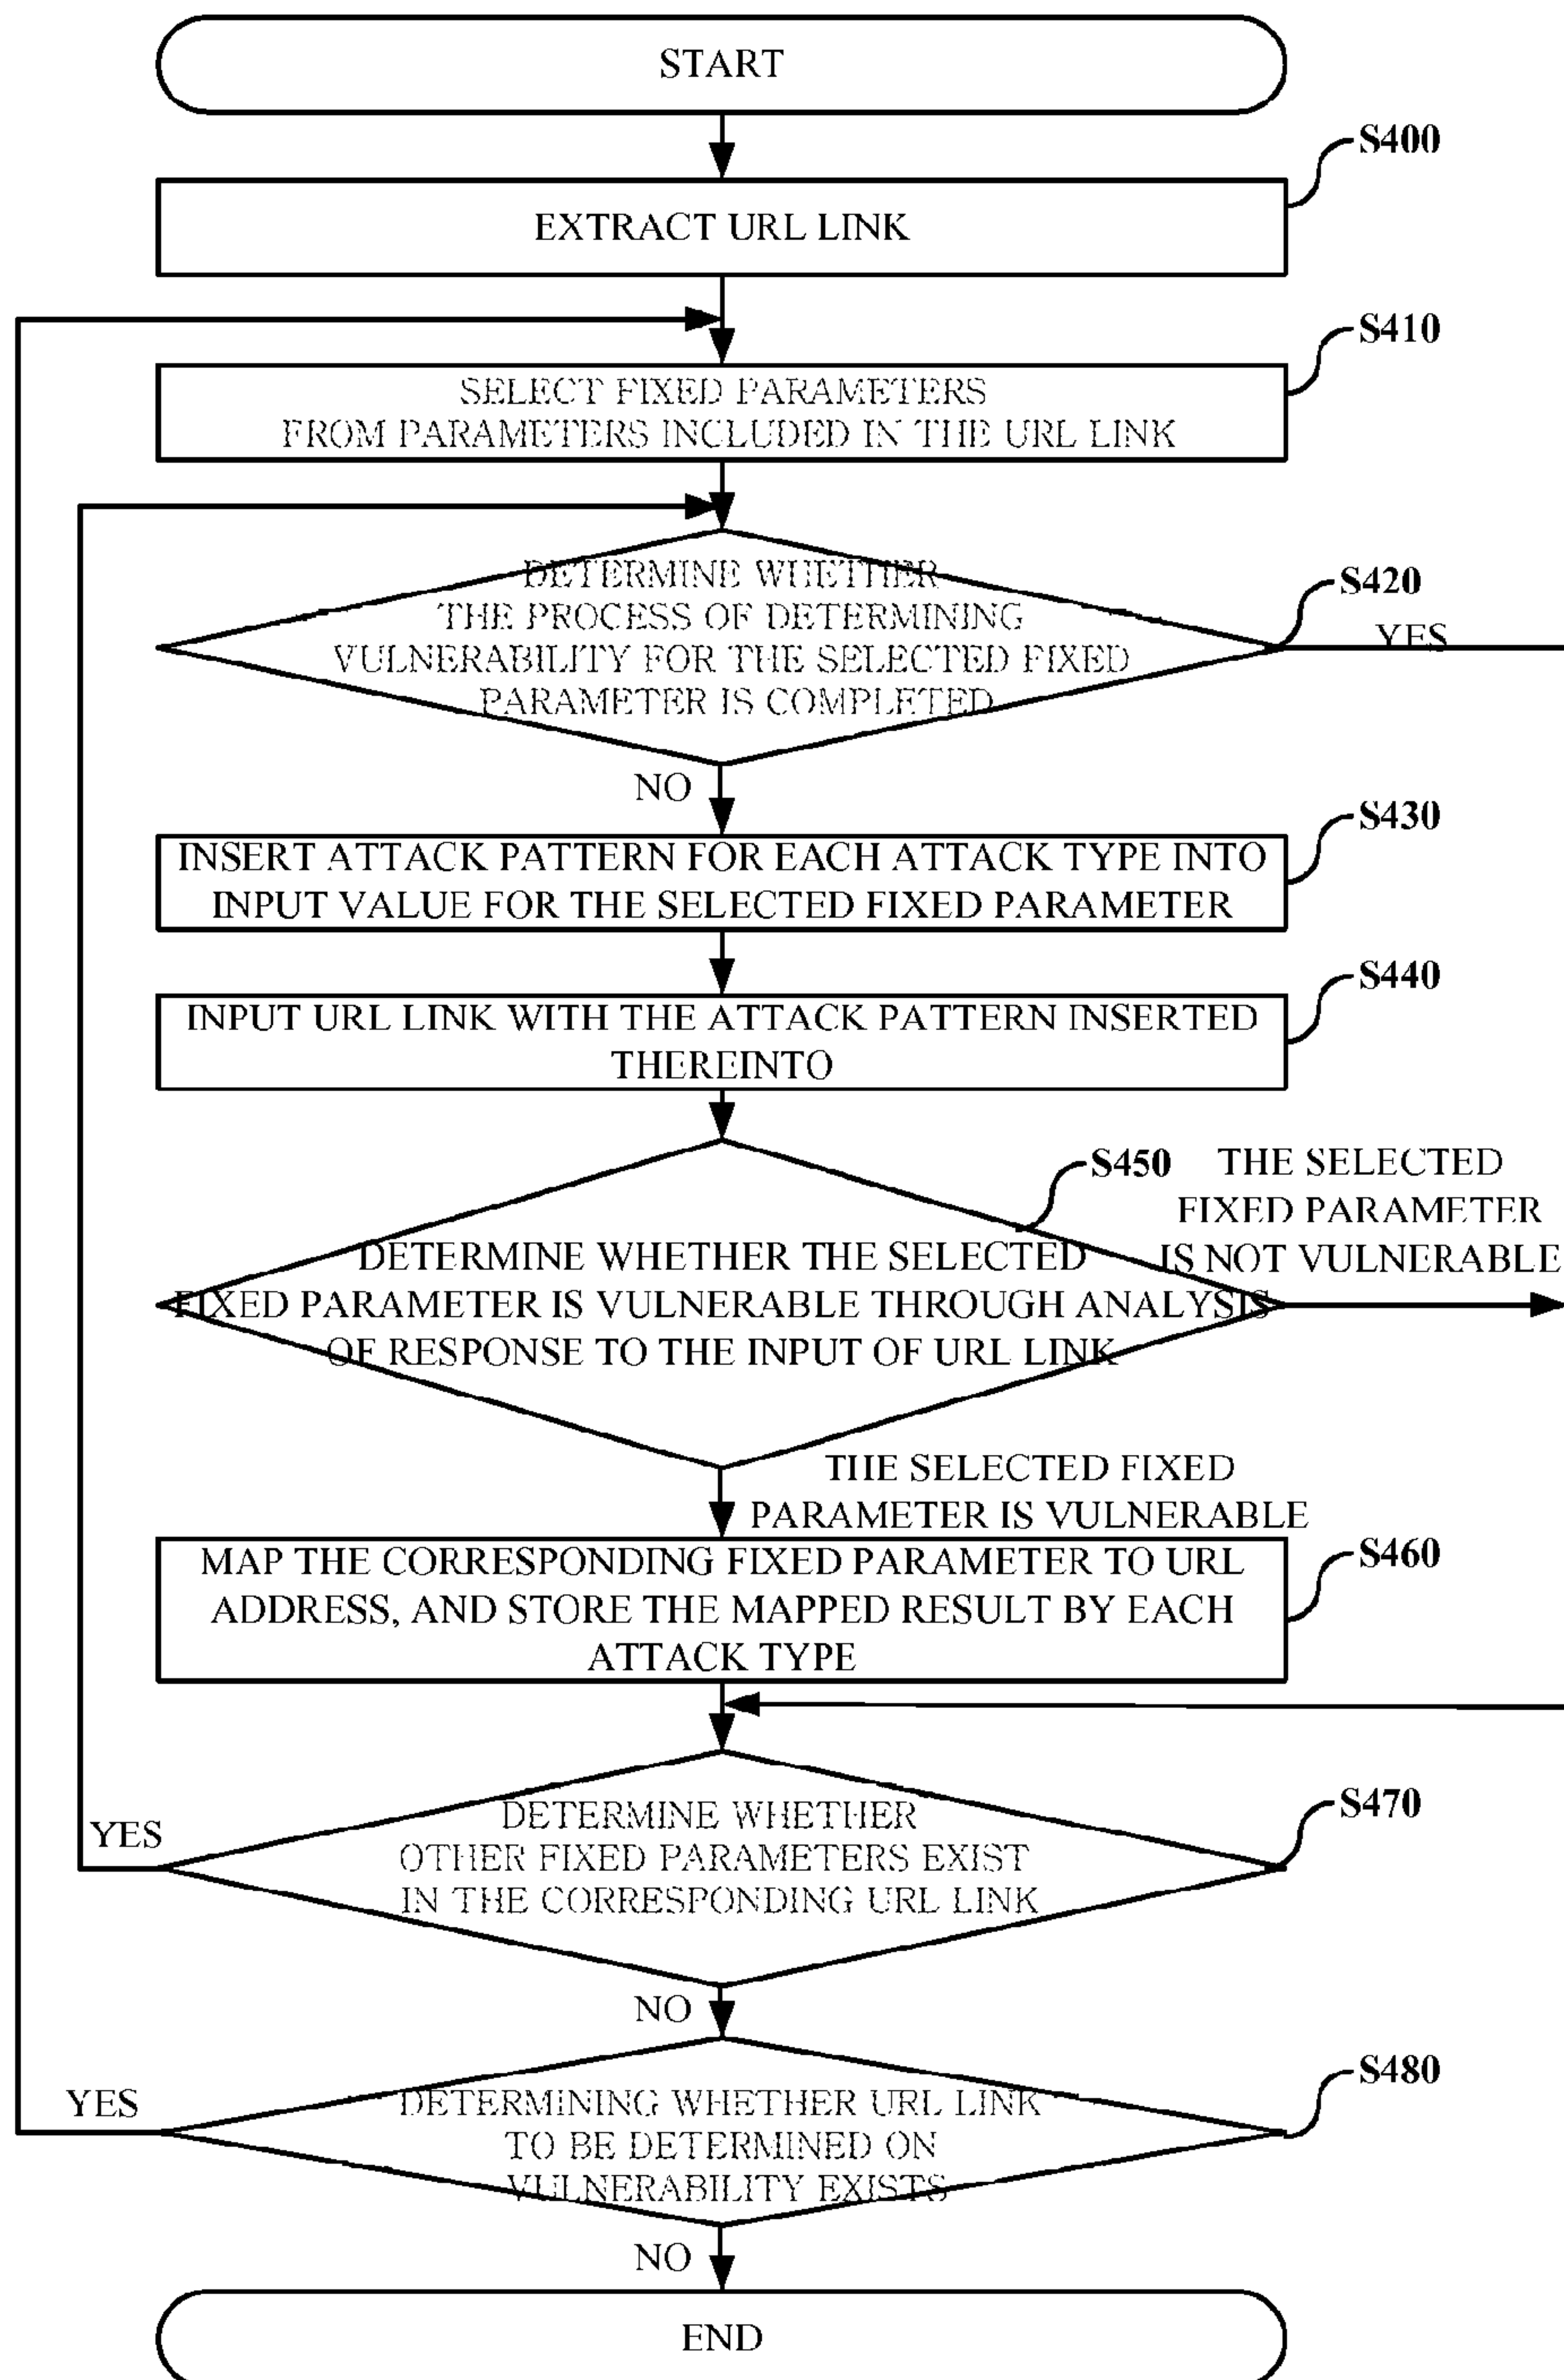 START
S400
EXTRACT URL LINK
S410
SELECT FIXED PARAMETERS
FROM PARAMETERS INCLUDED IN THE URL LINK
DETERMINE WHETHER
THE PROCESS OF DETERMINING
VULNERABILITY FOR THE SELECTED FIXED
PARAMETER IS COMPLETED
S420
YES
NO
S430
INSERT ATTACK PATTERN FOR EACH ATTACK TYPE INTO
INPUT VALUE FOR THE SELECTED FIXED PARAMETER
S440
INPUT URL LINK WITH THE ATTACK PATTERN INSERTED
THEREINTO
S450
THE SELECTED
FIXED PARAMETER
IS NOT VULNERABLE
DETERMINE WHETHER THE SELECTED
FIXED PARAMETER IS VULNERABLE THROUGH ANALYSIS
OF RESPONSE TO THE INPUT OF URL LINK
THE SELECTED FIXED
PARAMETER IS VULNERABLE
S460
MAP THE CORRESPONDING FIXED PARAMETER TO URL
ADDRESS, AND STORE THE MAPPED RESULT BY EACH
ATTACK TYPE
S470
YES
DETERMINE WHETHER
OTHER FIXED PARAMETERS EXIST
IN THE CORRESPONDING URL LINK
NO
S480
YES
DETERMINING WHETHER URL LINK
TO BE DETERMINED ON
VULNERABILITY EXISTS
NO
END